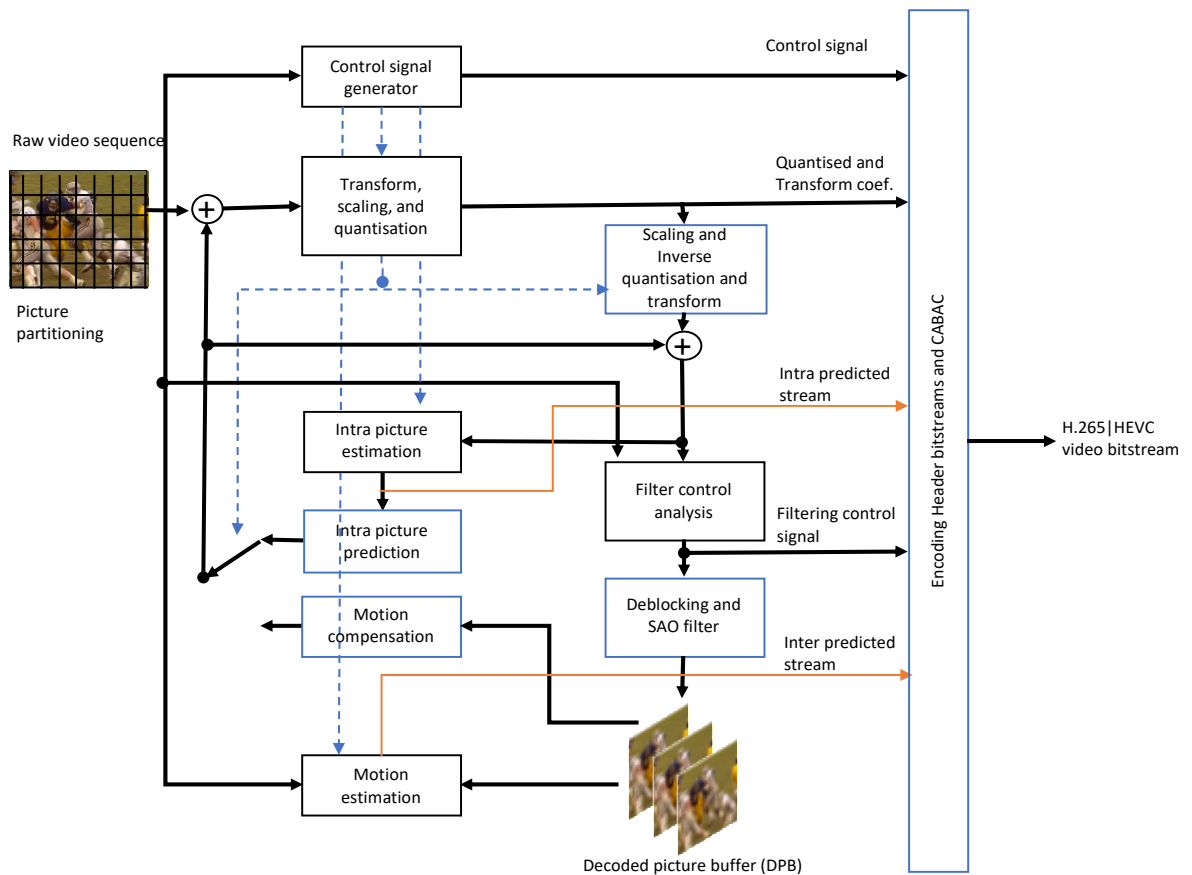 Control signal
Control signal
generator
Raw video sequence
Transform,
scaling, and
quantisation
Quantised and
Transform coef.
Scaling and
Inverse
quantisation and
transform
Picture
partitioning
+
+
Intra predicted
stream
Intra picture
estimation
Filter control
analysis
Filtering control
signal
Intra picture
prediction
Motion
compensation
Deblocking and
SAO filter
Inter predicted
stream
Motion
estimation
Decoded picture buffer (DPB)
Encoding Header bitstreams and CABAC
H.265|HEVC
video bitstream